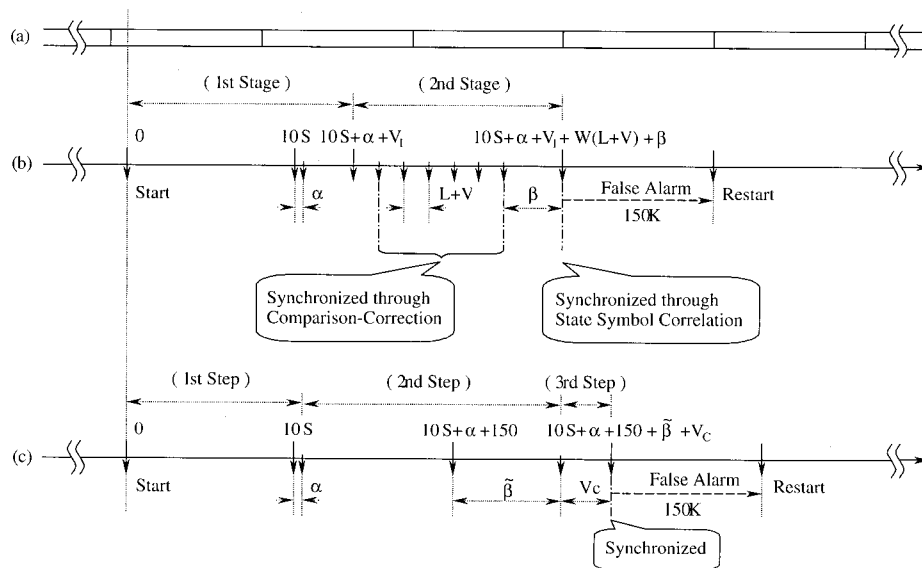 (a)
( 1st Stage )
( 2nd Stage )
0
10S 10S+α+V_I
10S+α+V_I+W(L+V)+β
(b)
Start
α
L+V
β
False Alarm
150K
Restart
Synchronized through
Comparison-Correction
Synchronized through
State Symbol Correlation
( 1st Step )
( 2nd Step )
( 3rd Step )
0
10S
10S+α+150
10S+α+150+β̃+V_C
(c)
Start
α
β̃
Vc
False Alarm
150K
Restart
Synchronized